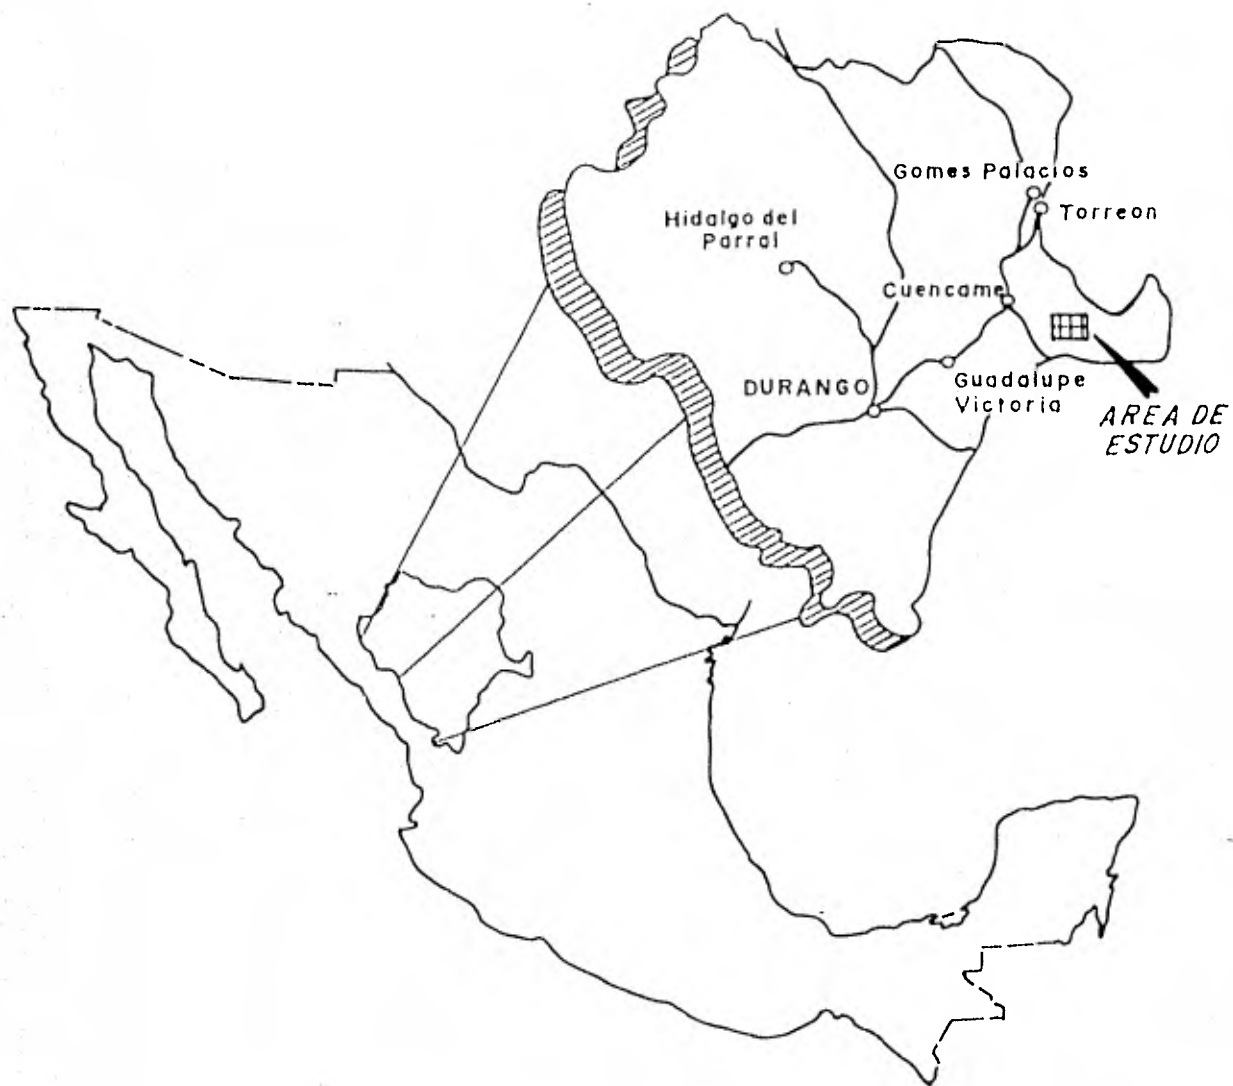 Gomes Palacios
Torreon
Hidalgo del
Parral
Cuencame
DURANGO
Guadalupe
Victoria
AREA DE
ESTUDIO